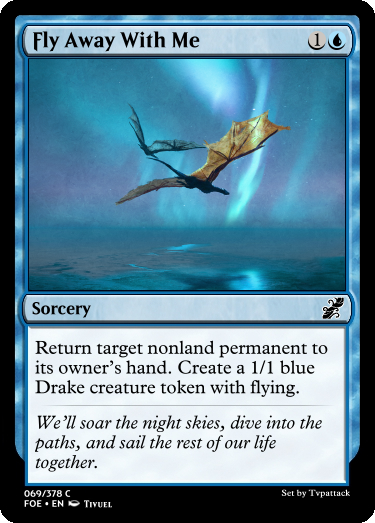 Fly Away With Me 1
Sorcery
Return target nonland permanent to
its owner's hand. Create a 1/1 blue
Drake creature token with flying.
We'll soar the night skies, dive into the
paths, and sail the rest of our life
together.
069/378 C
FOE • EN Tivuel
Set by Tvpattack